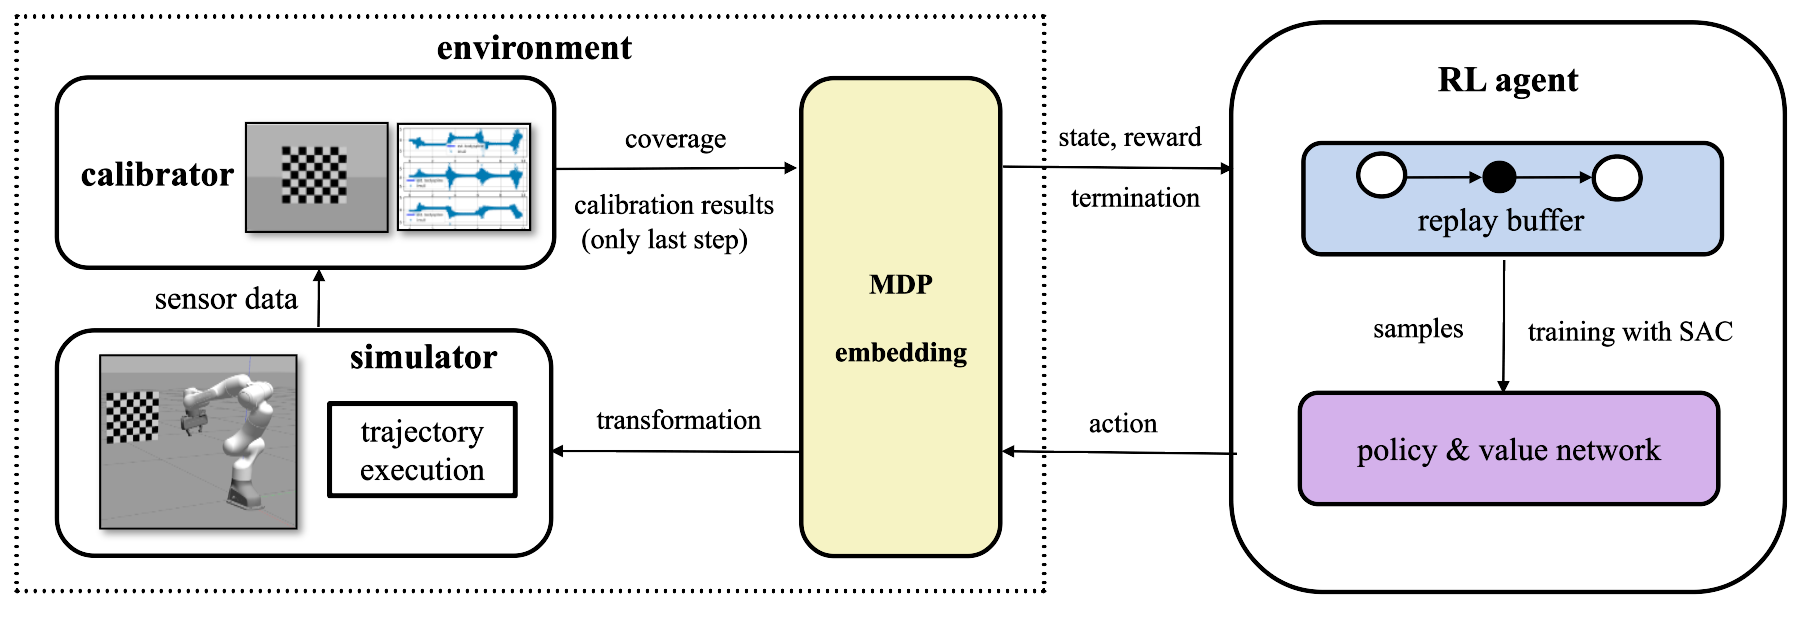 environment
calibrator
coverage
calibration results
(only last step)
sensor data
simulator
trajectory
execution
transformation
MDP
embedding
state, reward
termination
action
RL agent
replay buffer
samples
training with SAC
policy & value network